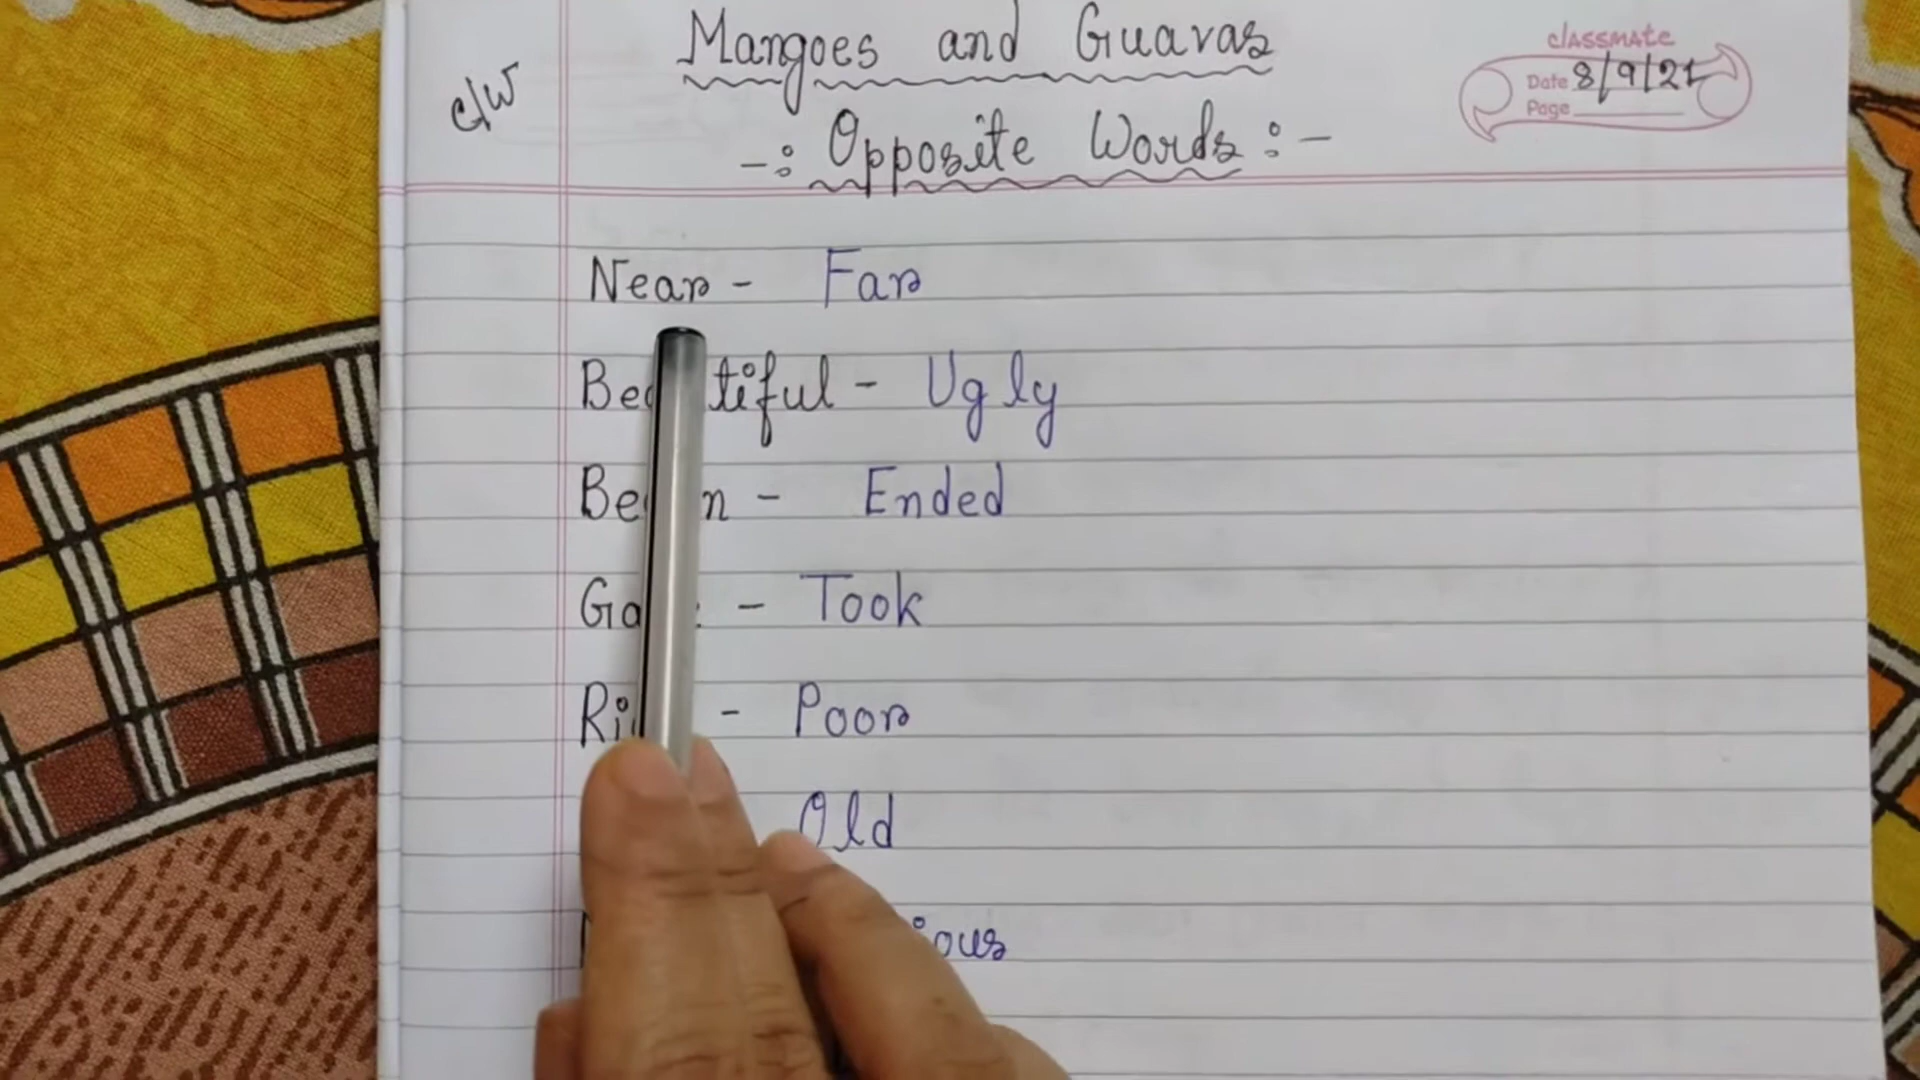 Mangoes and Guavas
classmate
Date 8/9/21
Page
c/w
-: Opposite Words :-
Near - Far
- Ugly
- Ended
- Took
- Poor
Old